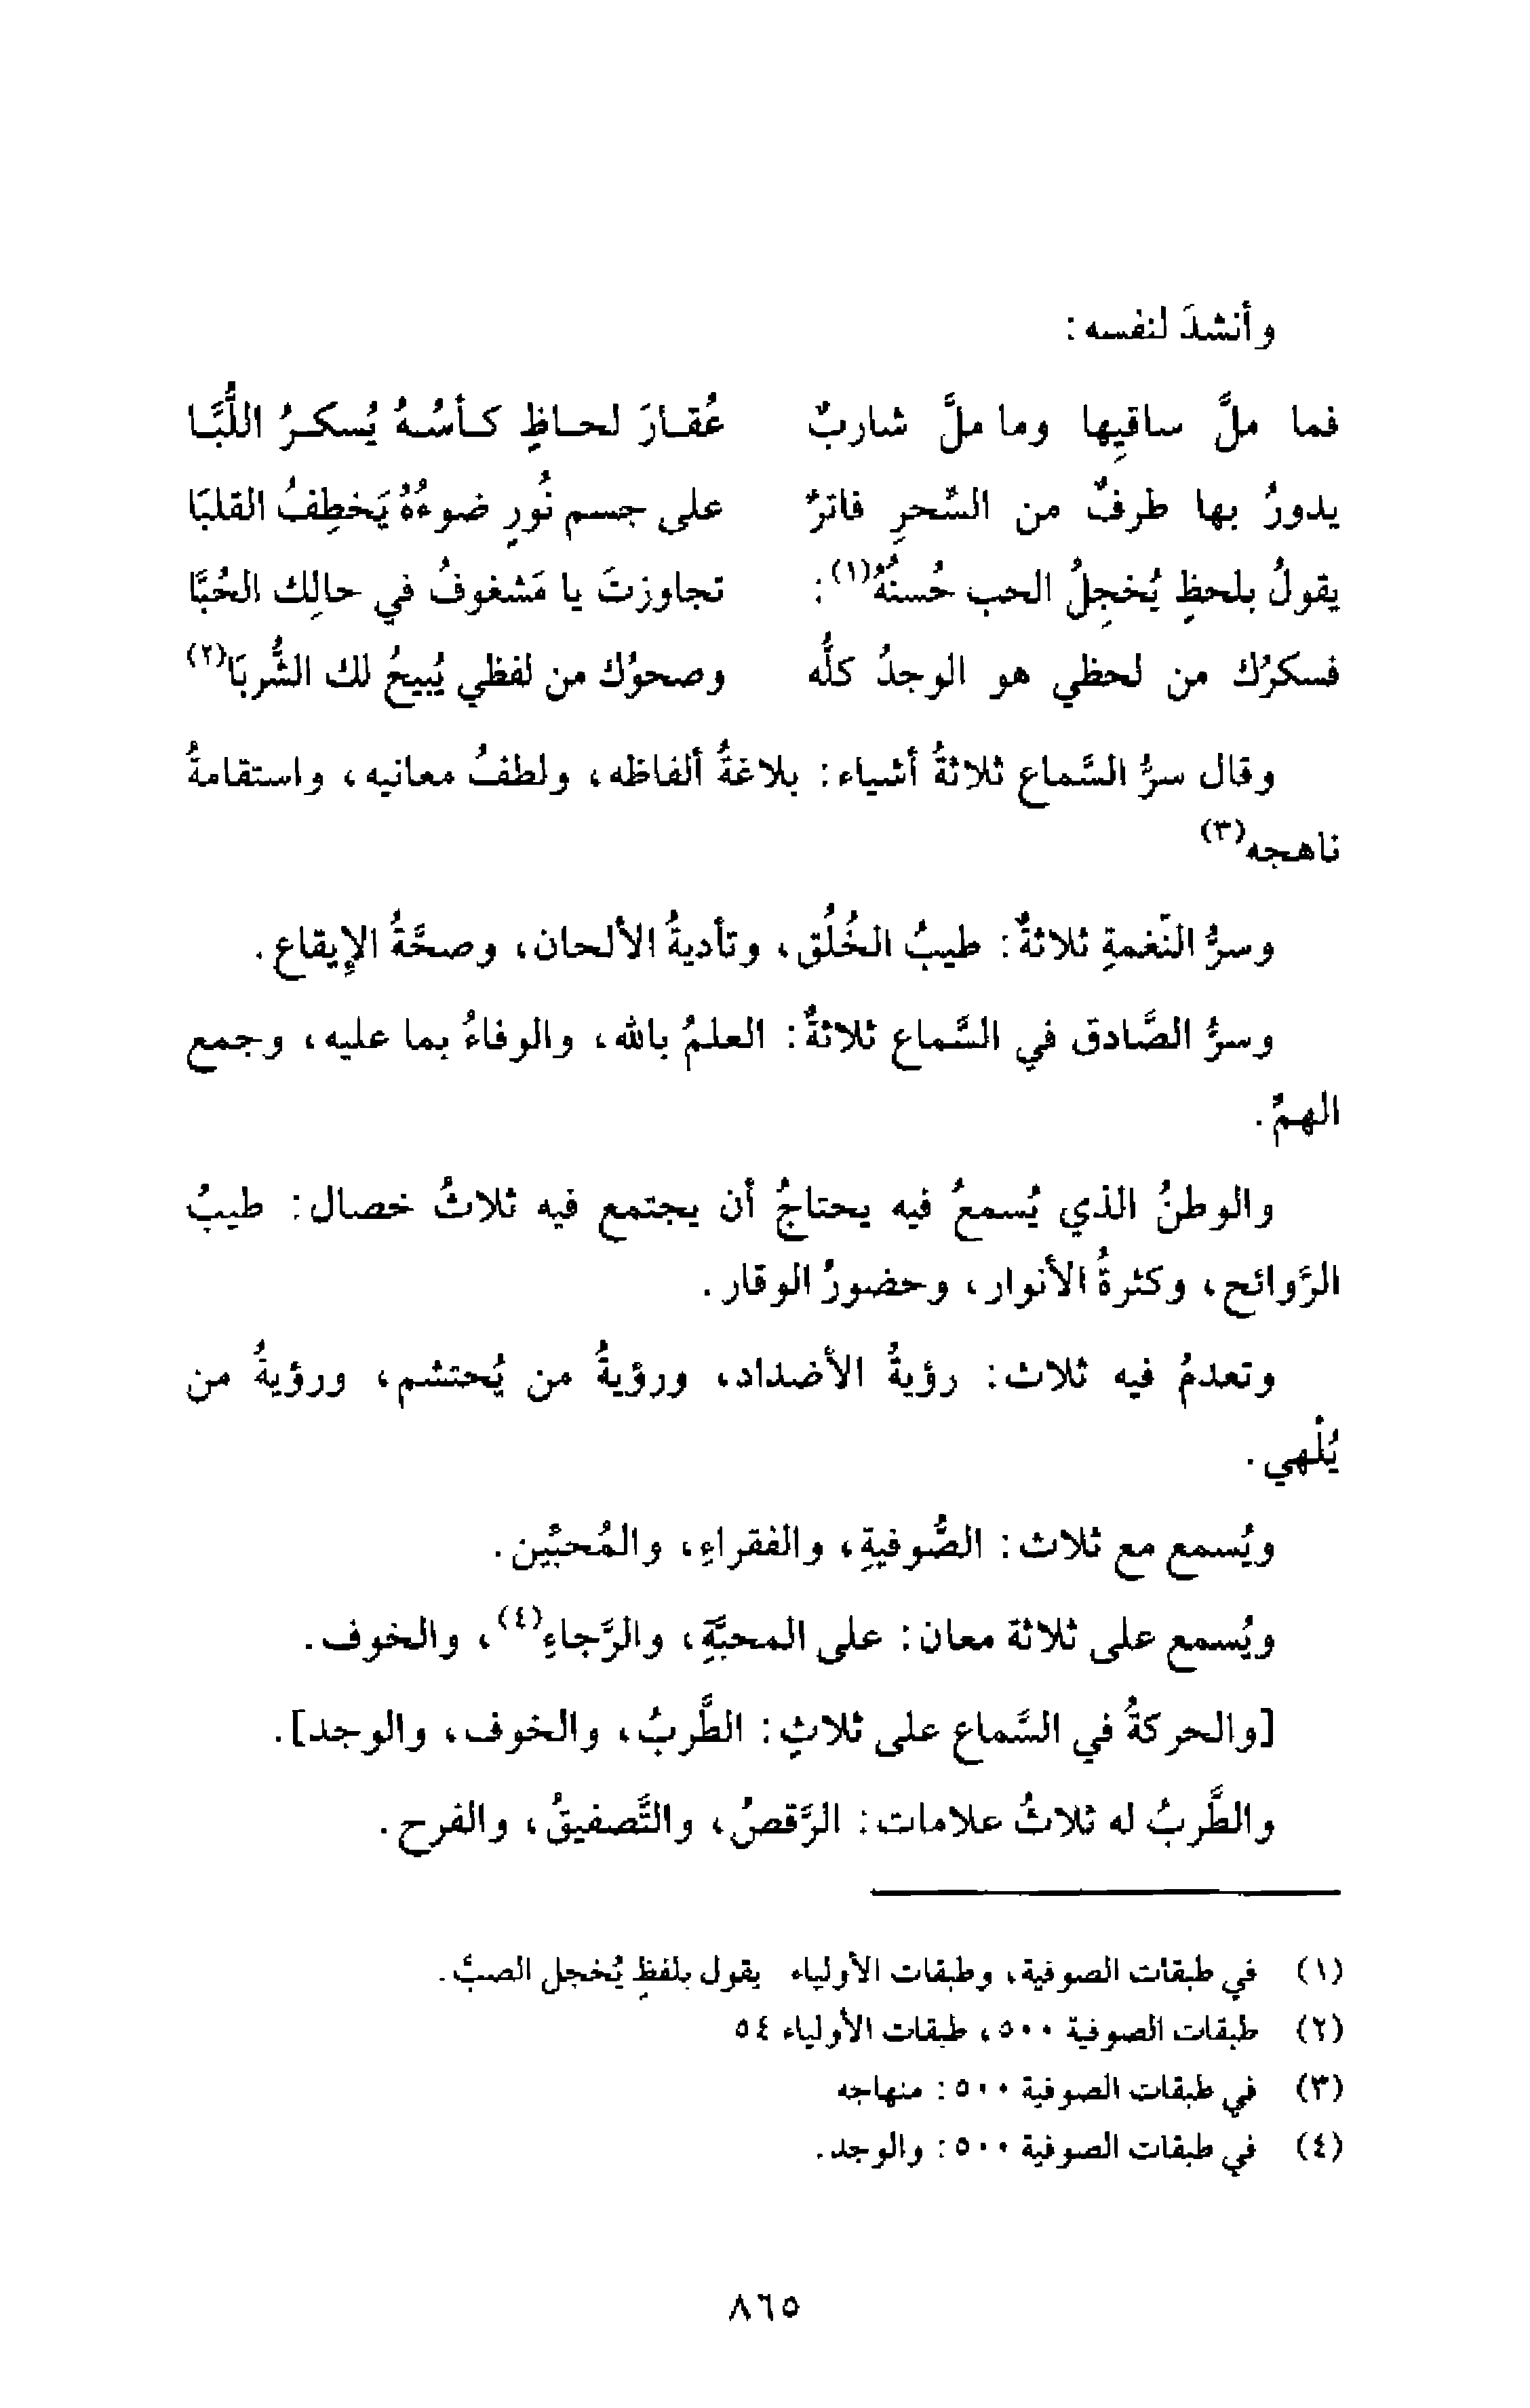 وأنشدَ لنفسه :
فما ملَّ ساقيِها وما ملَّ شاربٌ عُقارَ لحاظٍ كأسُهُ يُسكرُ اللُّبَّا
يدورُ بها طرفٌ من السِّحرِ فاترٌ على جسم نُورٍ ضوءُهُ يَخطِفُ القلبَا
يقولُ بلحظٍ يُخجِلُ الحب حُسنُهُ(١): تجاوزتَ يا مَشغوفُ في حالِك الحُبَّا
فسكرُك من لحظي هو الوجدُ كلُّه وصحوُك من لفظي يُبيحُ لك الشُّربَا(٢)
وقال سرُّ السَّماع ثلاثةُ أشياء : بلاغةُ ألفاظه، ولطفُ معانيه، واستقامةُ
ناهجه(٣)
وسرُّ النَّغمةِ ثلاثةٌ: طيبُ الخُلُق، وتأديةُ الألحان، وصحَّةُ الإيقاع.
وسرُّ الصَّادق في السَّماع ثلاثةٌ: العلمُ بالله، والوفاءُ بما عليه، وجمع
الهمِّ.
والوطنُ الذي يُسمعُ فيه يحتاجُ أن يجتمع فيه ثلاثُ خصال: طيبُ
الرَّوائح، وكثرةُ الأنوار، وحضورُ الوقار.
وتعدمُ فيه ثلاث: رؤيةُ الأضداد، ورؤيةُ من يُحتشم، ورؤيةُ من
يُلْهي.
ويُسمع مع ثلاث: الصُّوفيةِ، والفقراءِ، والمُحبِّين.
ويُسمع على ثلاثة معان: على المحبَّةِ، والرَّجاءِ(٤)، والخوف.
[والحركةُ في السَّماع على ثلاثٍ: الطَّربُ، والخوف، والوجد].
والطَّربُ له ثلاثُ علامات: الرَّقصُ، والتَّصفيقُ، والفرح.
(١) في طبقات الصوفية، وطبقات الأولياء يقول بلفظٍ يُخجل الصبَّ.
(٢) طبقات الصوفية ٥٠٠، طبقات الأولياء ٥٤
(٣) في طبقات الصوفية ٥٠٠: منهاجه
(٤) في طبقات الصوفية ٥٠٠: والوجد.
٨٦٥